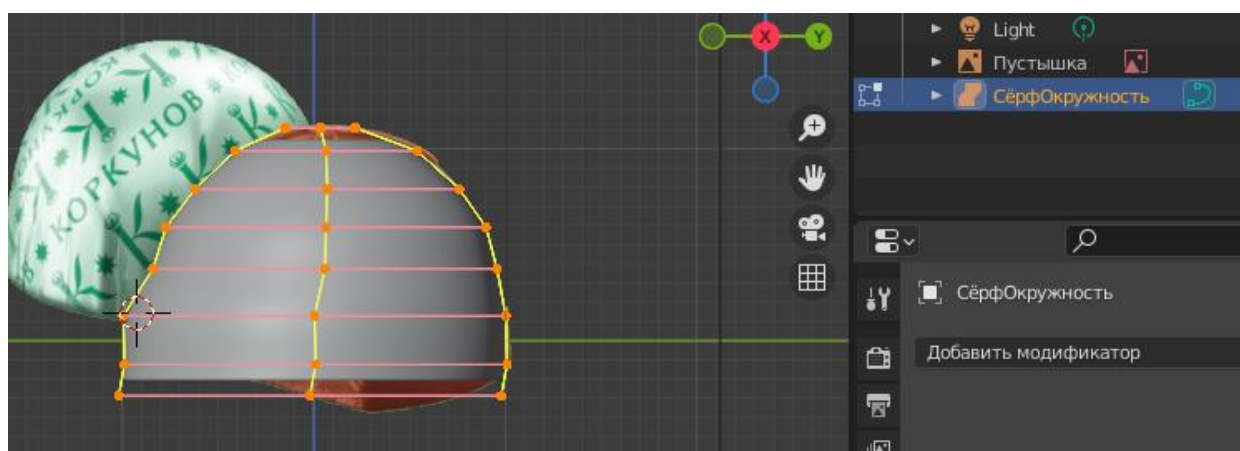 КОРКУНОВ
КОРКУНОВ
X
Y
Light
Пустышка
СёрфОкружность
СёрфОкружность
Добавить модификатор